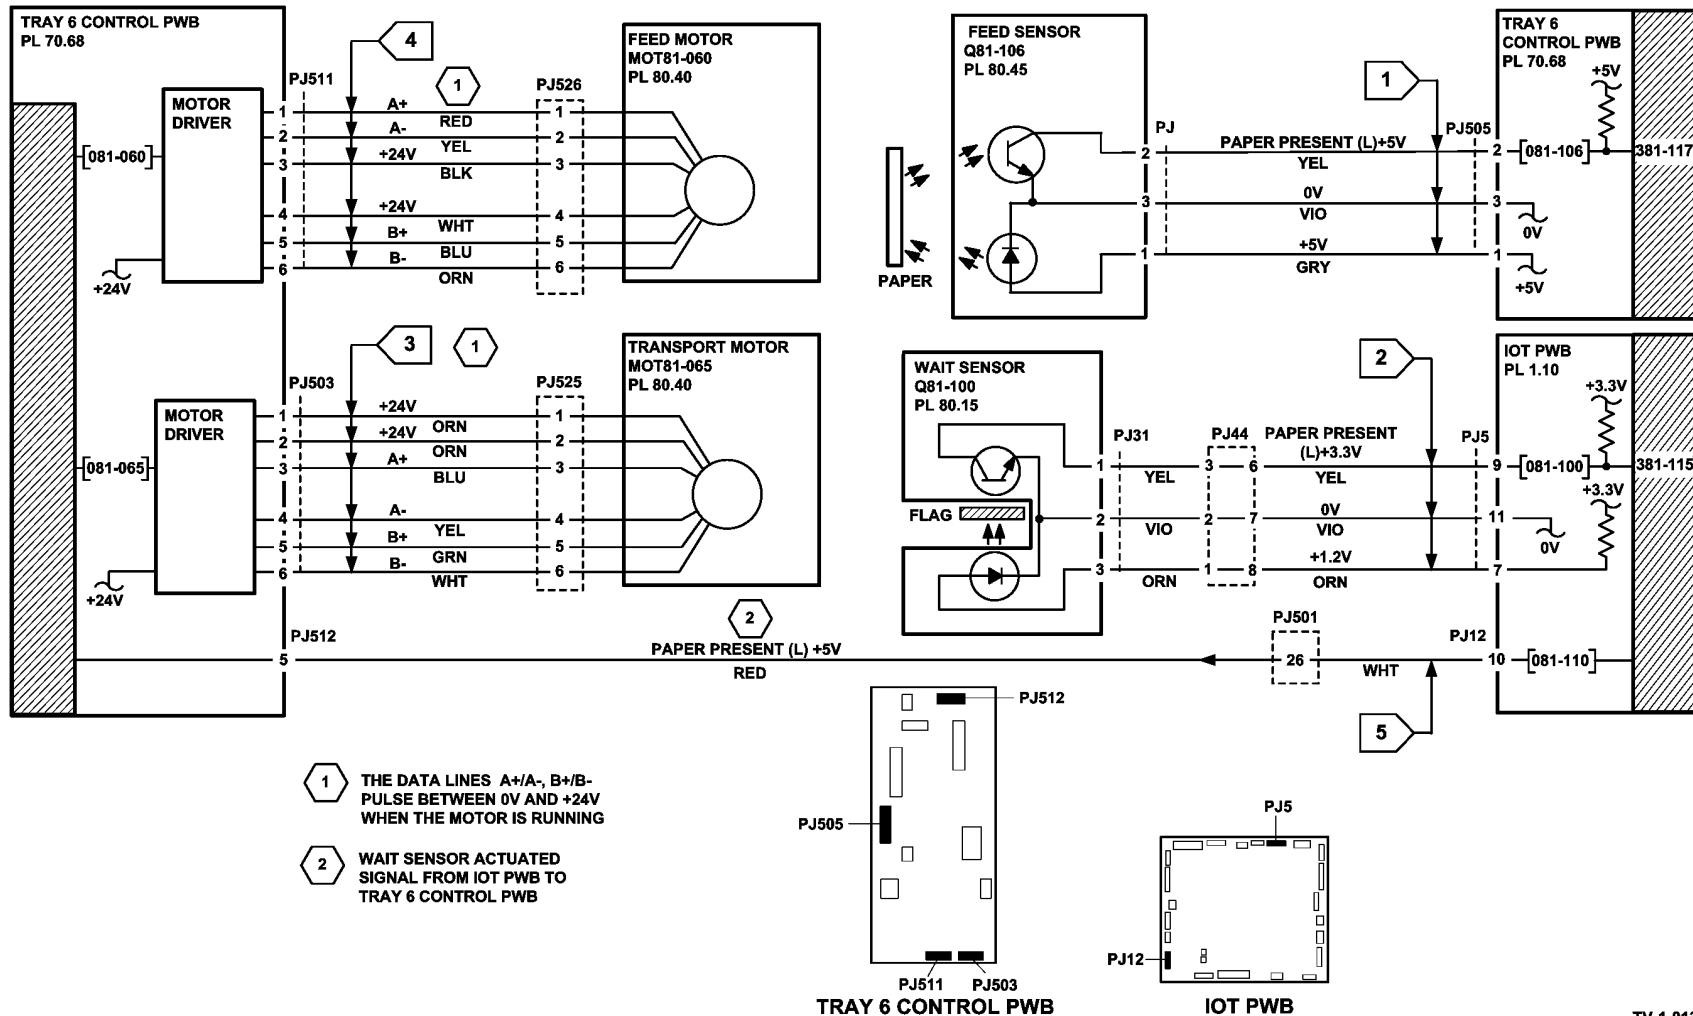 TRAY 6 CONTROL PWB
PL 70.68
4
1
PJ511
PJ526
FEED MOTOR
MOT81-060
PL 80.40
MOTOR
DRIVER
081-060
+24V
1 A+ RED 1
2 A- YEL 2
3 +24V BLK 3
4 +24V WHT 4
5 B+ BLU 5
6 B- ORN 6
3
1
PJ503
PJ525
TRANSPORT MOTOR
MOT81-065
PL 80.40
MOTOR
DRIVER
081-065
+24V
1 +24V ORN 1
2 +24V ORN 2
3 A+ BLU 3
4 A- YEL 4
5 B+ GRN 5
6 B- WHT 6
FEED SENSOR
Q81-106
PL 80.45
PAPER
PJ
1
PJ505
TRAY 6
CONTROL PWB
PL 70.68
+5V
2 PAPER PRESENT (L)+5V YEL 2 081-106 381-117
3 0V VIO 3 0V
1 +5V GRY 1 +5V
WAIT SENSOR
Q81-100
PL 80.15
FLAG
2
PJ31
PJ44
PJ5
IOT PWB
PL 1.10
+3.3V
PAPER PRESENT
(L)+3.3V
1 YEL 3 6 YEL 9 081-100 381-115
+3.3V
2 VIO 2 7 0V VIO 11 0V
3 ORN 1 8 +1.2V ORN 7
PJ512
2
PJ501
PJ12
5 PAPER PRESENT (L) +5V RED 26 WHT 10 081-110
5
1 THE DATA LINES A+/A-, B+/B-
PULSE BETWEEN 0V AND +24V
WHEN THE MOTOR IS RUNNING
2 WAIT SENSOR ACTUATED
SIGNAL FROM IOT PWB TO
TRAY 6 CONTROL PWB
PJ512
PJ505
PJ511 PJ503
TRAY 6 CONTROL PWB
PJ5
PJ12
IOT PWB